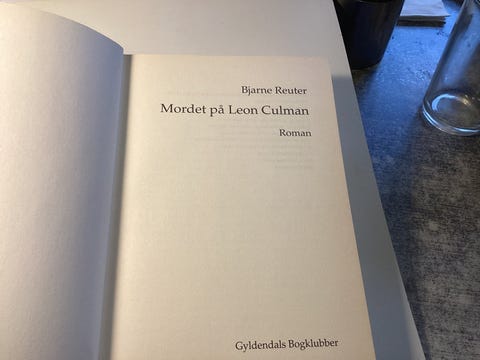 Bjarne Reuter
Mordet på Leon Culman
Roman
Gyldendals Bogklubber